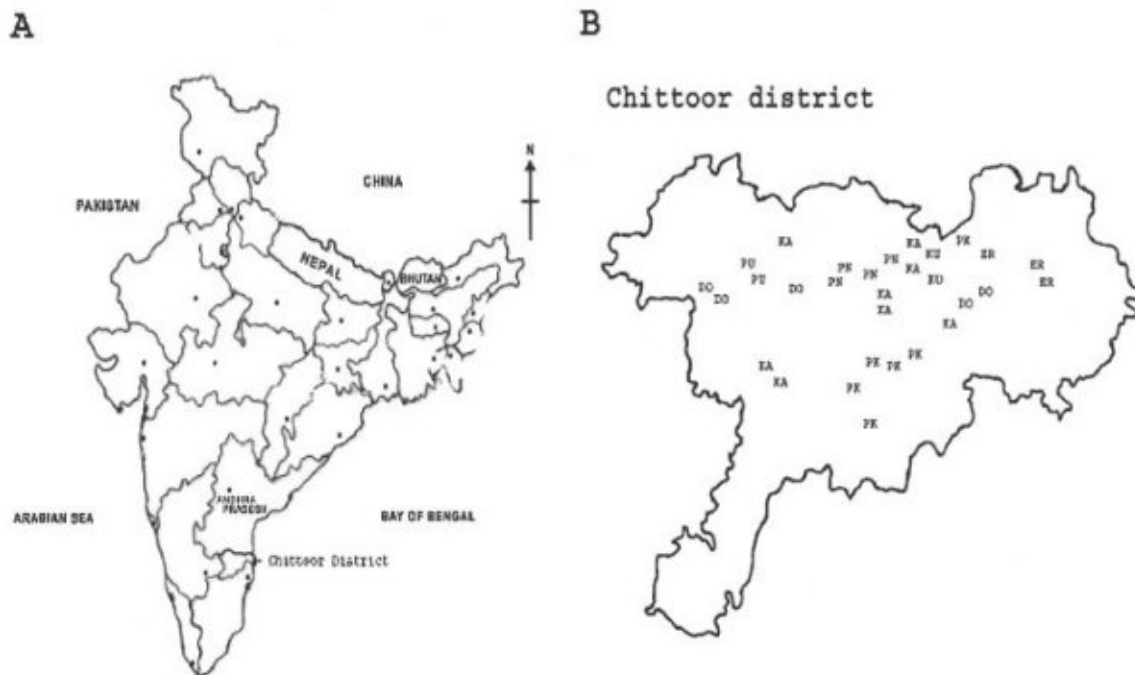 A
B
Chittoor district
N
CHINA
PAKISTAN
NEPAL
BHUTAN
ANDHRA
PRADESH
ARABIAN SEA
BAY OF BENGAL
Chittoor District
KA
KA
PK
KU
PU
PN
ER
PN
KA
ER
PU
PN
PN
KU
ER
DO
DO
DO
KA
DO
DO
KA
KA
PK
KA
PK
PK
KA
PK
PK